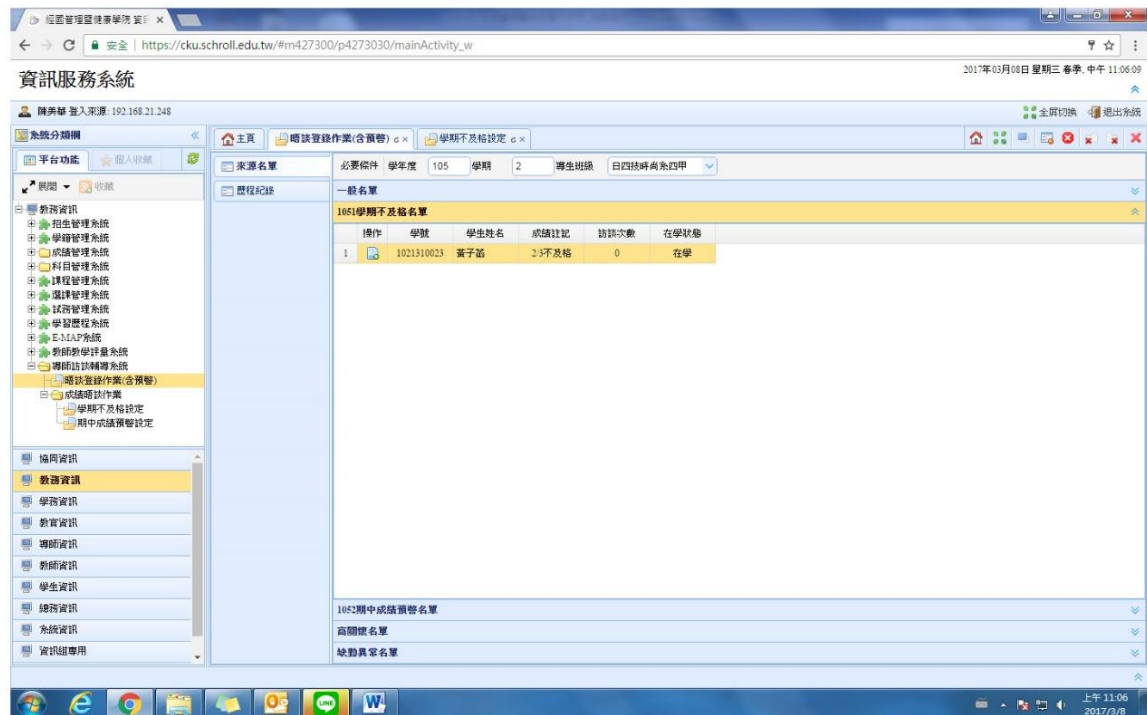 經國管理暨健康學院 資訊
安全 | https://cku.schroll.edu.tw/#m427300/p4273030/mainActivity_w
資訊服務系統
2017年03月08日 星期三 春季, 中午 11:06:09
陳美華 登入來源: 192.168.21.248
全屏切換 退出系統
系統分類欄
主頁 晤談登錄作業(含預警) 學期不及格設定
平台功能 個人收藏
展開 收藏
教務資訊
招生管理系統
學籍管理系統
成績管理系統
科目管理系統
課程管理系統
選課管理系統
試務管理系統
學習歷程系統
E-MAP系統
教師教學評量系統
導師訪談輔導系統
晤談登錄作業(含預警)
成績晤談作業
學期不及格設定
期中成績預警設定
協同資訊
教務資訊
學務資訊
教官資訊
導師資訊
教師資訊
學生資訊
總務資訊
系統資訊
資訊組專用
來源名單
歷程紀錄
必要條件 學年度 105 學期 2 導生班級 日四技時尚系四甲
一般名單
1051學期不及格名單
操作 學號 學生姓名 成績註記 訪談次數 在學狀態
1 1021310023 黃子菡 2/3不及格 0 在學
1052期中成績預警名單
高關懷名單
缺勤異常名單
LINE
上午 11:06
2017/3/8